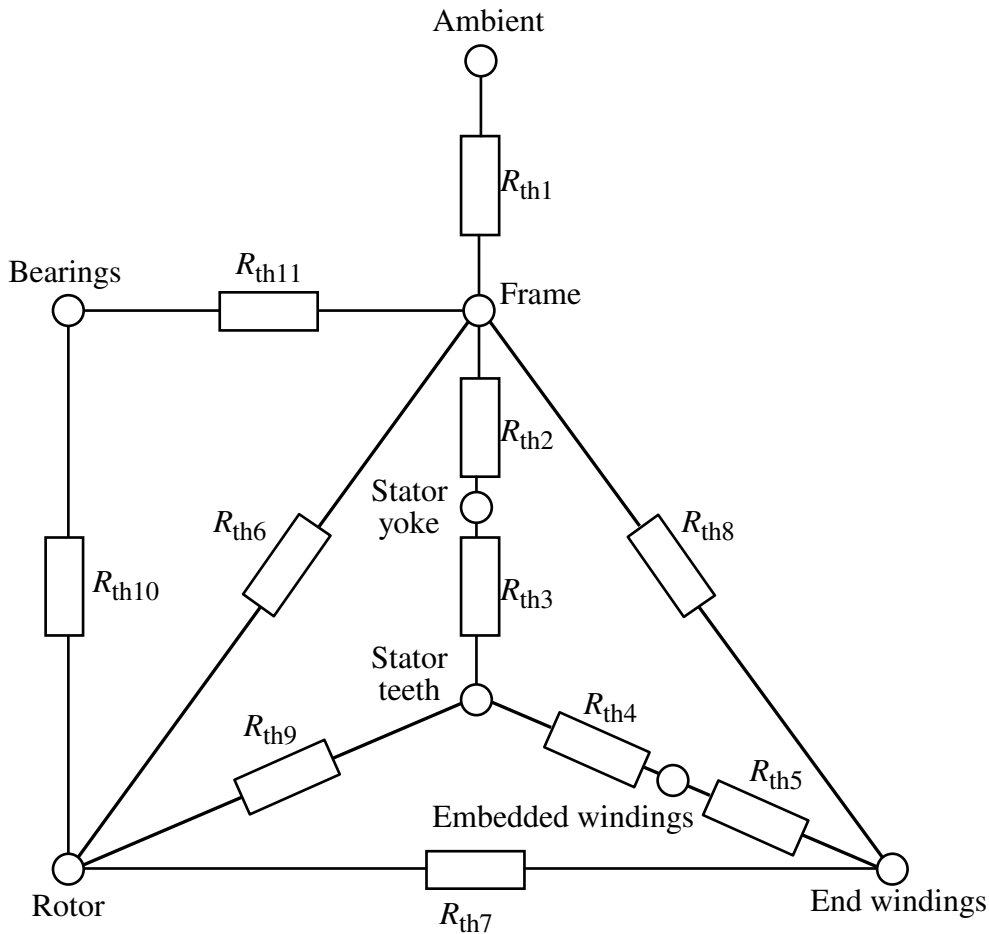 Ambient
Rth1
Bearings
Rth11
Frame
Rth2
Stator
yoke
Rth6
Rth8
Rth10
Rth3
Stator
teeth
Rth4
Rth9
Rth5
Embedded windings
Rotor
Rth7
End windings